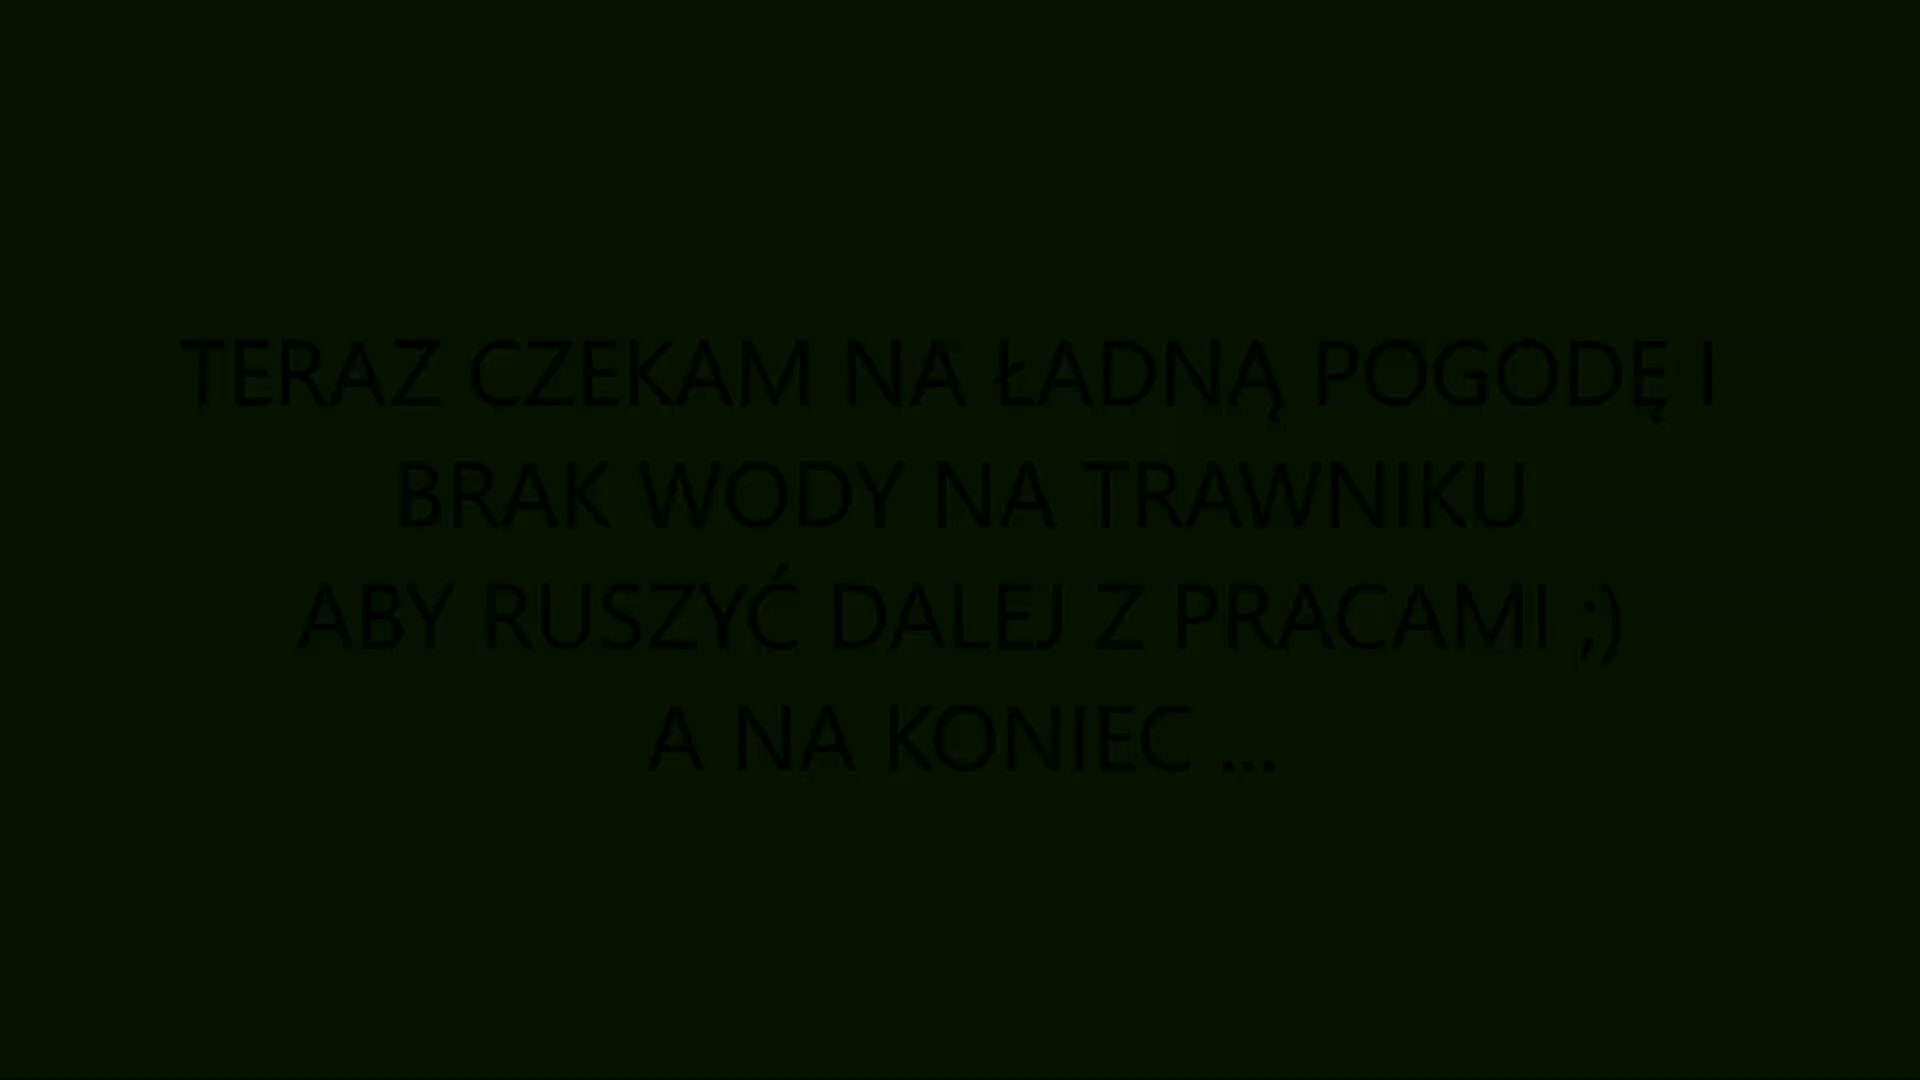 TERAZ CZEKAM NA ŁADNĄ POGODĘ I
BRAK WODY NA TRAWNIKU
ABY RUSZYĆ DALEJ Z PRACAMI ;)
A NA KONIEC ...